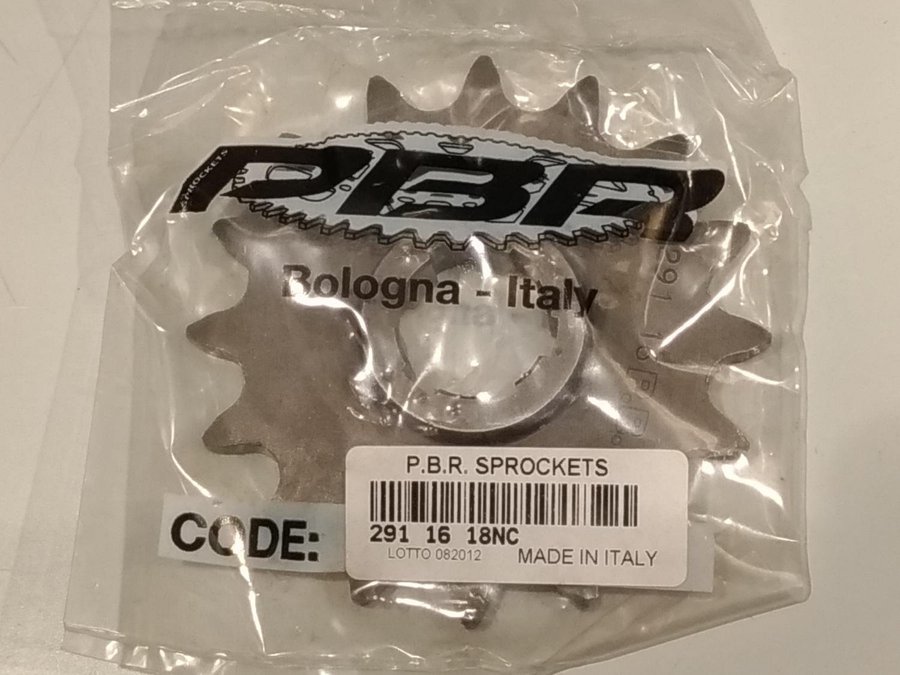 SPROCKETS
PBR
Bologna - Italy
P.B.R. SPROCKETS
CODE:
291 16 18NC
LOTTO 082012
MADE IN ITALY